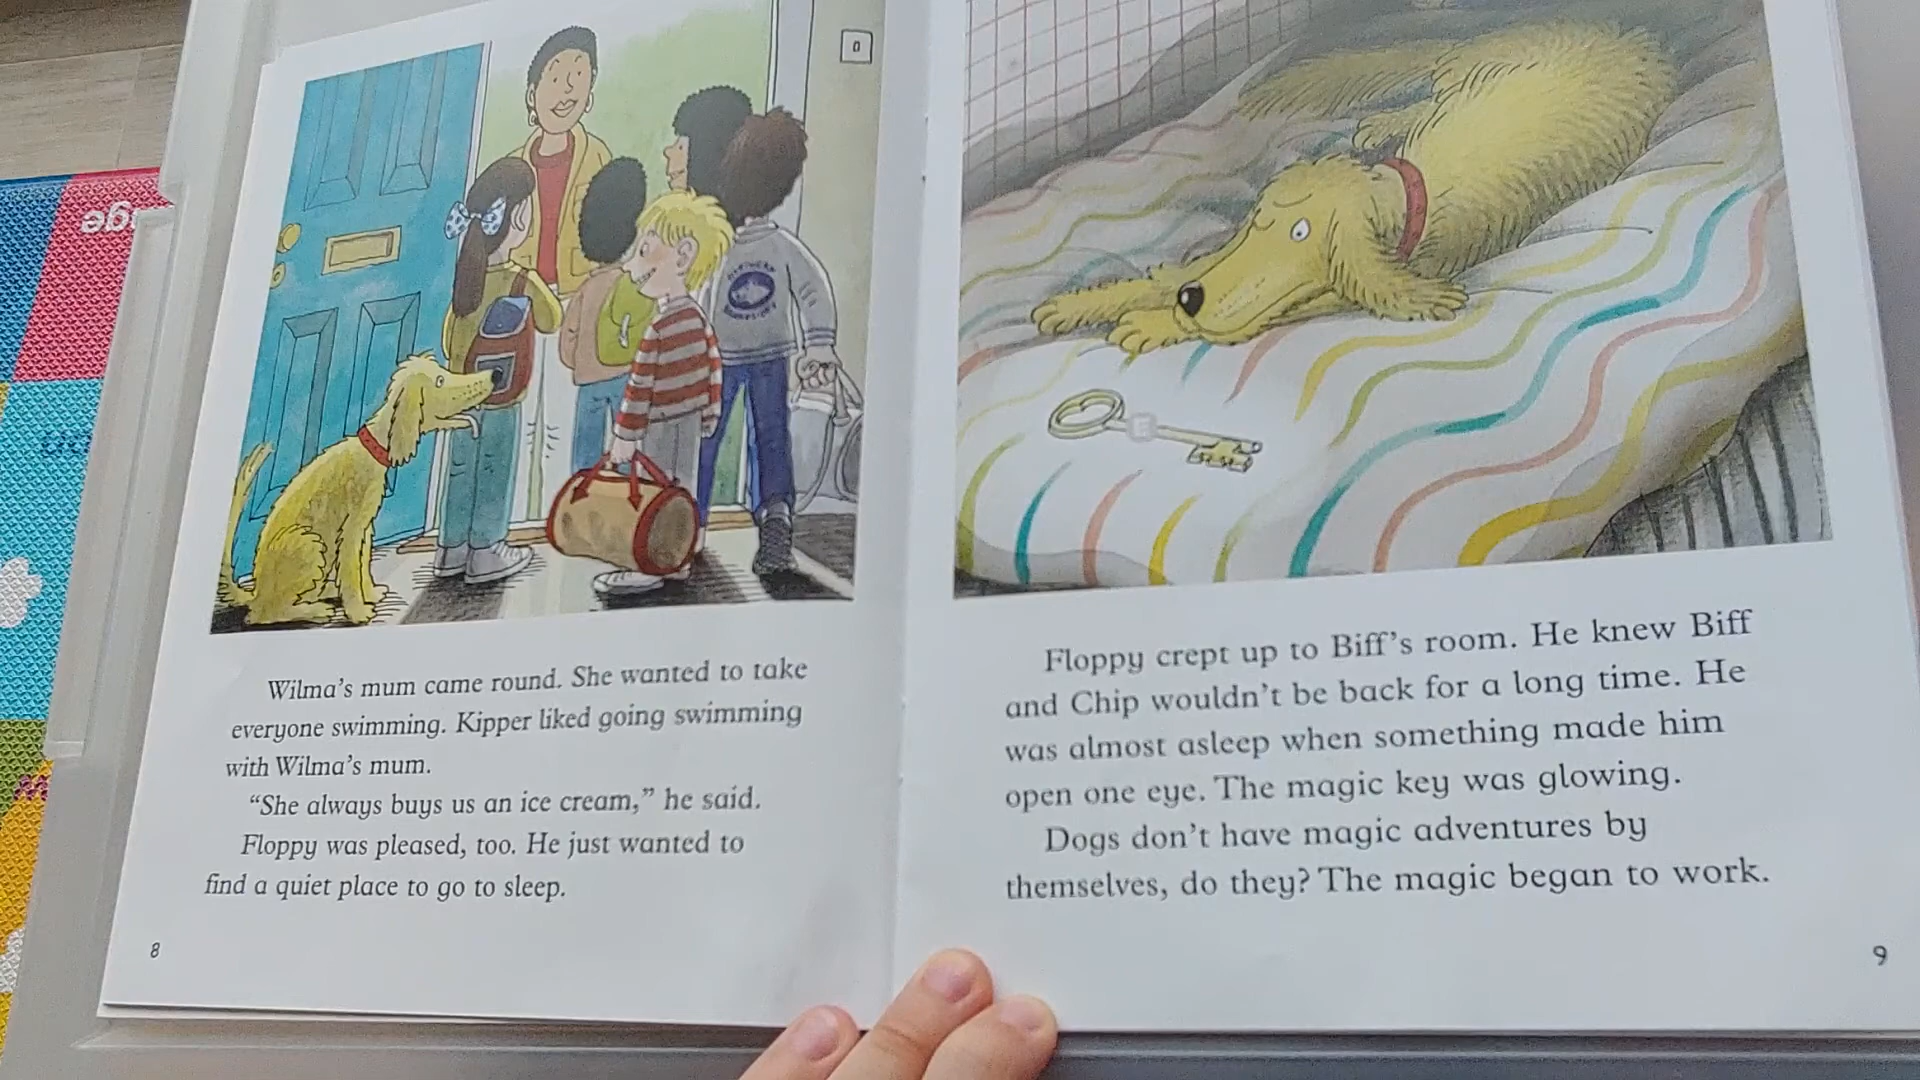 Wilma's mum came round. She wanted to take
everyone swimming. Kipper liked going swimming
with Wilma's mum.
“She always buys us an ice cream,” he said.
Floppy was pleased, too. He just wanted to
find a quiet place to go to sleep.
8
Floppy crept up to Biff's room. He knew Biff
and Chip wouldn't be back for a long time. He
was almost asleep when something made him
open one eye. The magic key was glowing.
Dogs don't have magic adventures by
themselves, do they? The magic began to work.
9